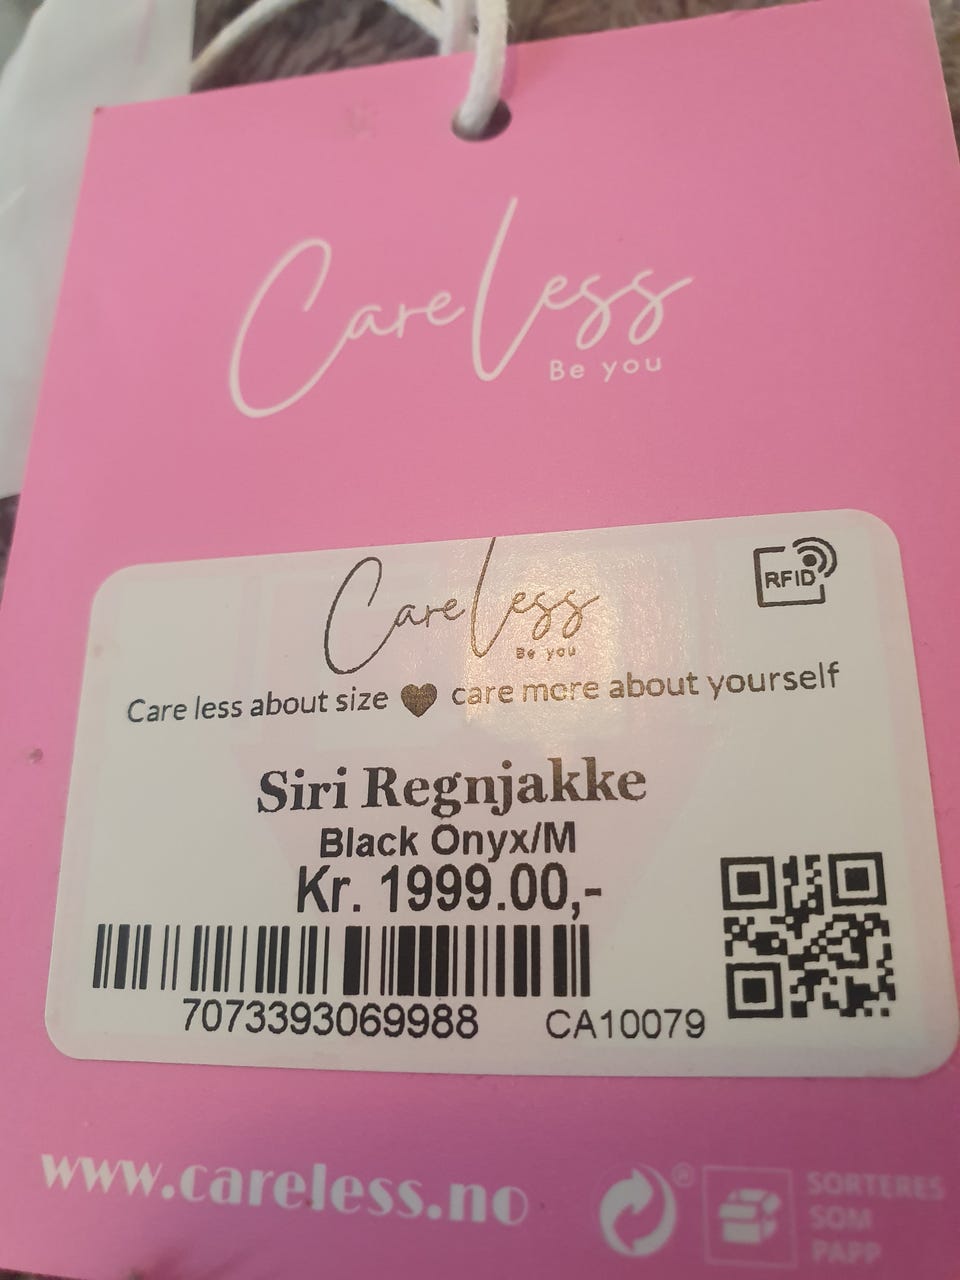 CareLess
Be you
RFID
CareLess
Be you
Care less about size care more about yourself
Siri Regnjakke
Black Onyx/M
Kr. 1999.00,-
7073393069988 CA10079
www.careless.no
®
SORTERES
SOM
PAPP